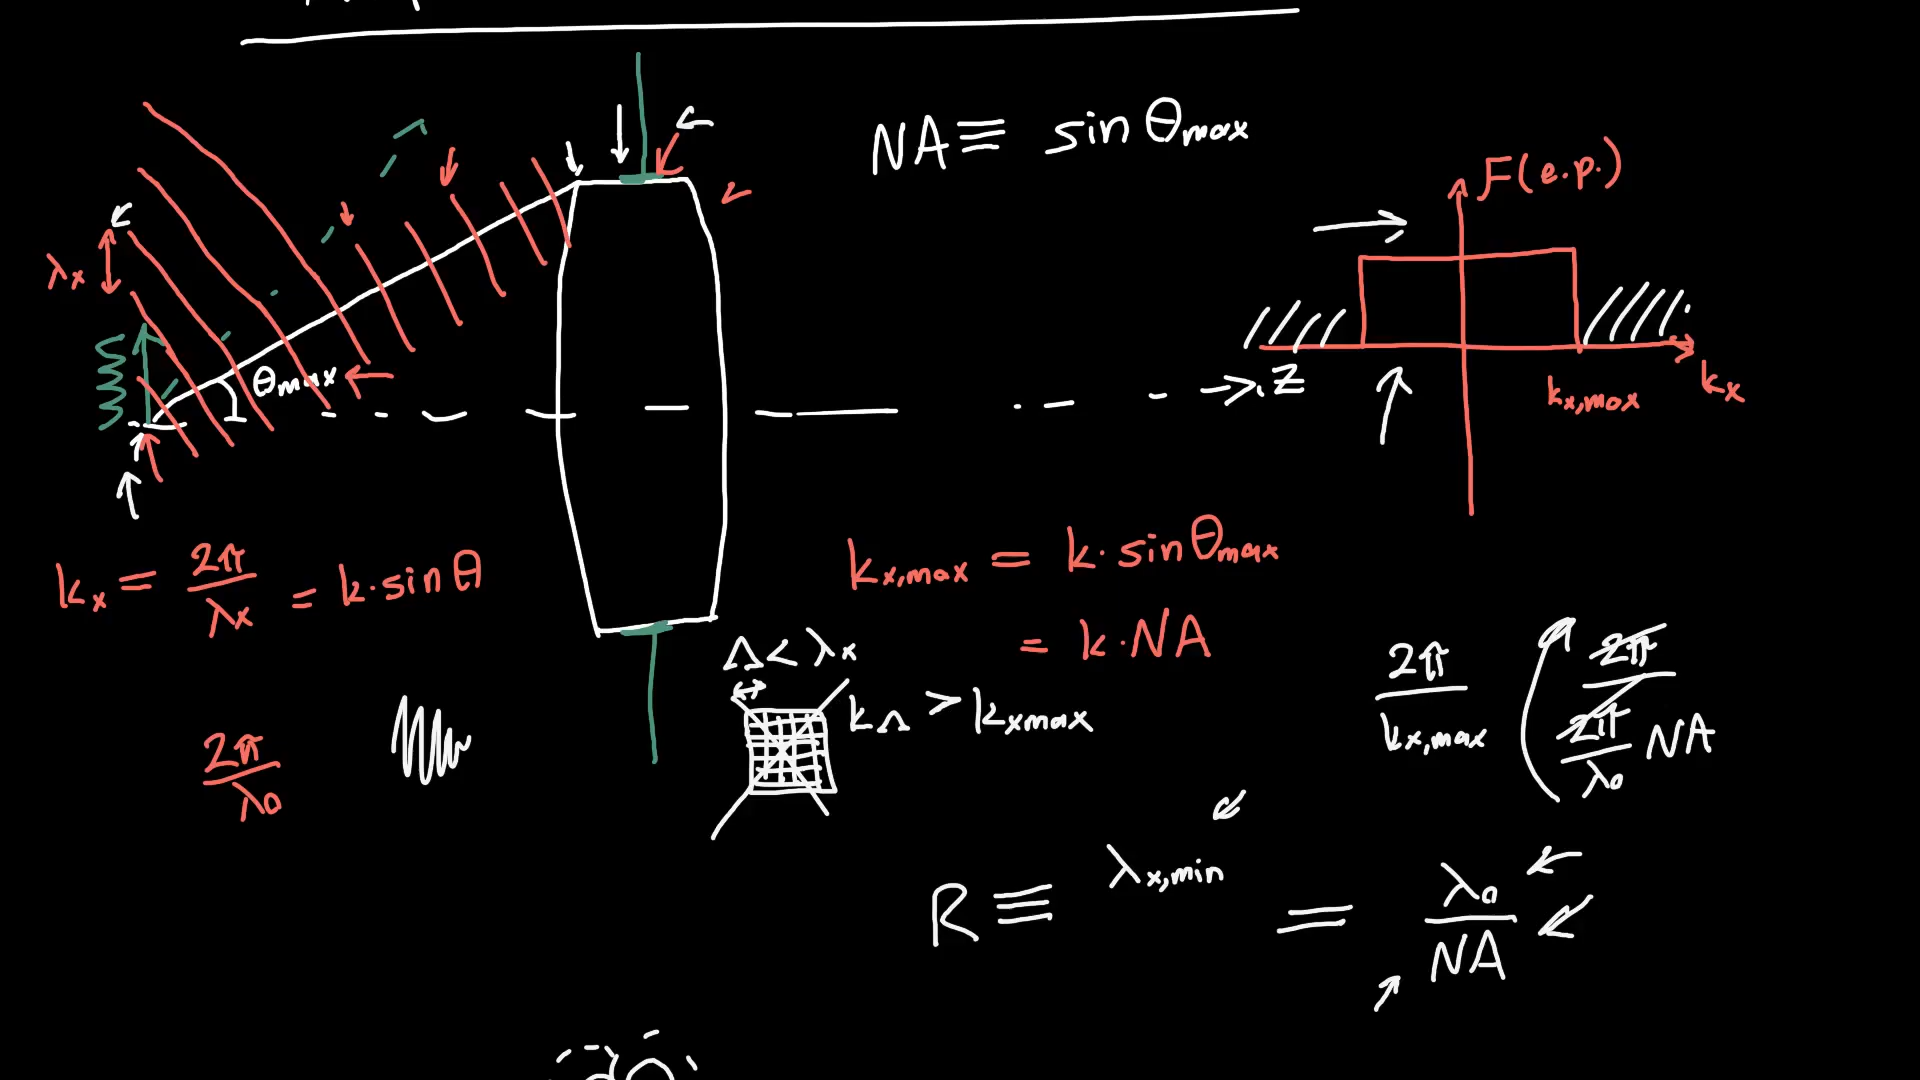 NA ≡ sin θmax
F(e.p.)
λx
θmax
z
kx,max
kx
kx = 2π/λx = k·sinθ
kx,max = k·sinθmax
= k·NA
Λ < λx
kΛ > kxmax
2π/kx,max
2π/(2π/λ0 NA)
2π/λ0
R ≡ λx,min = λ0/NA